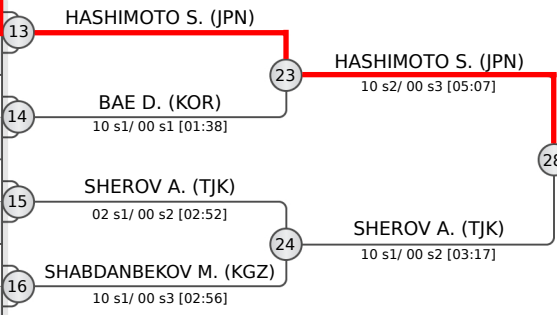 HASHIMOTO S. (JPN)
13
HASHIMOTO S. (JPN)
23
10 s2/ 00 s3 [05:07]
BAE D. (KOR)
14
10 s1/ 00 s1 [01:38]
28
SHEROV A. (TJK)
15
02 s1/ 00 s2 [02:52]
SHEROV A. (TJK)
24
10 s1/ 00 s2 [03:17]
SHABDANBEKOV M. (KGZ)
16
10 s1/ 00 s3 [02:56]